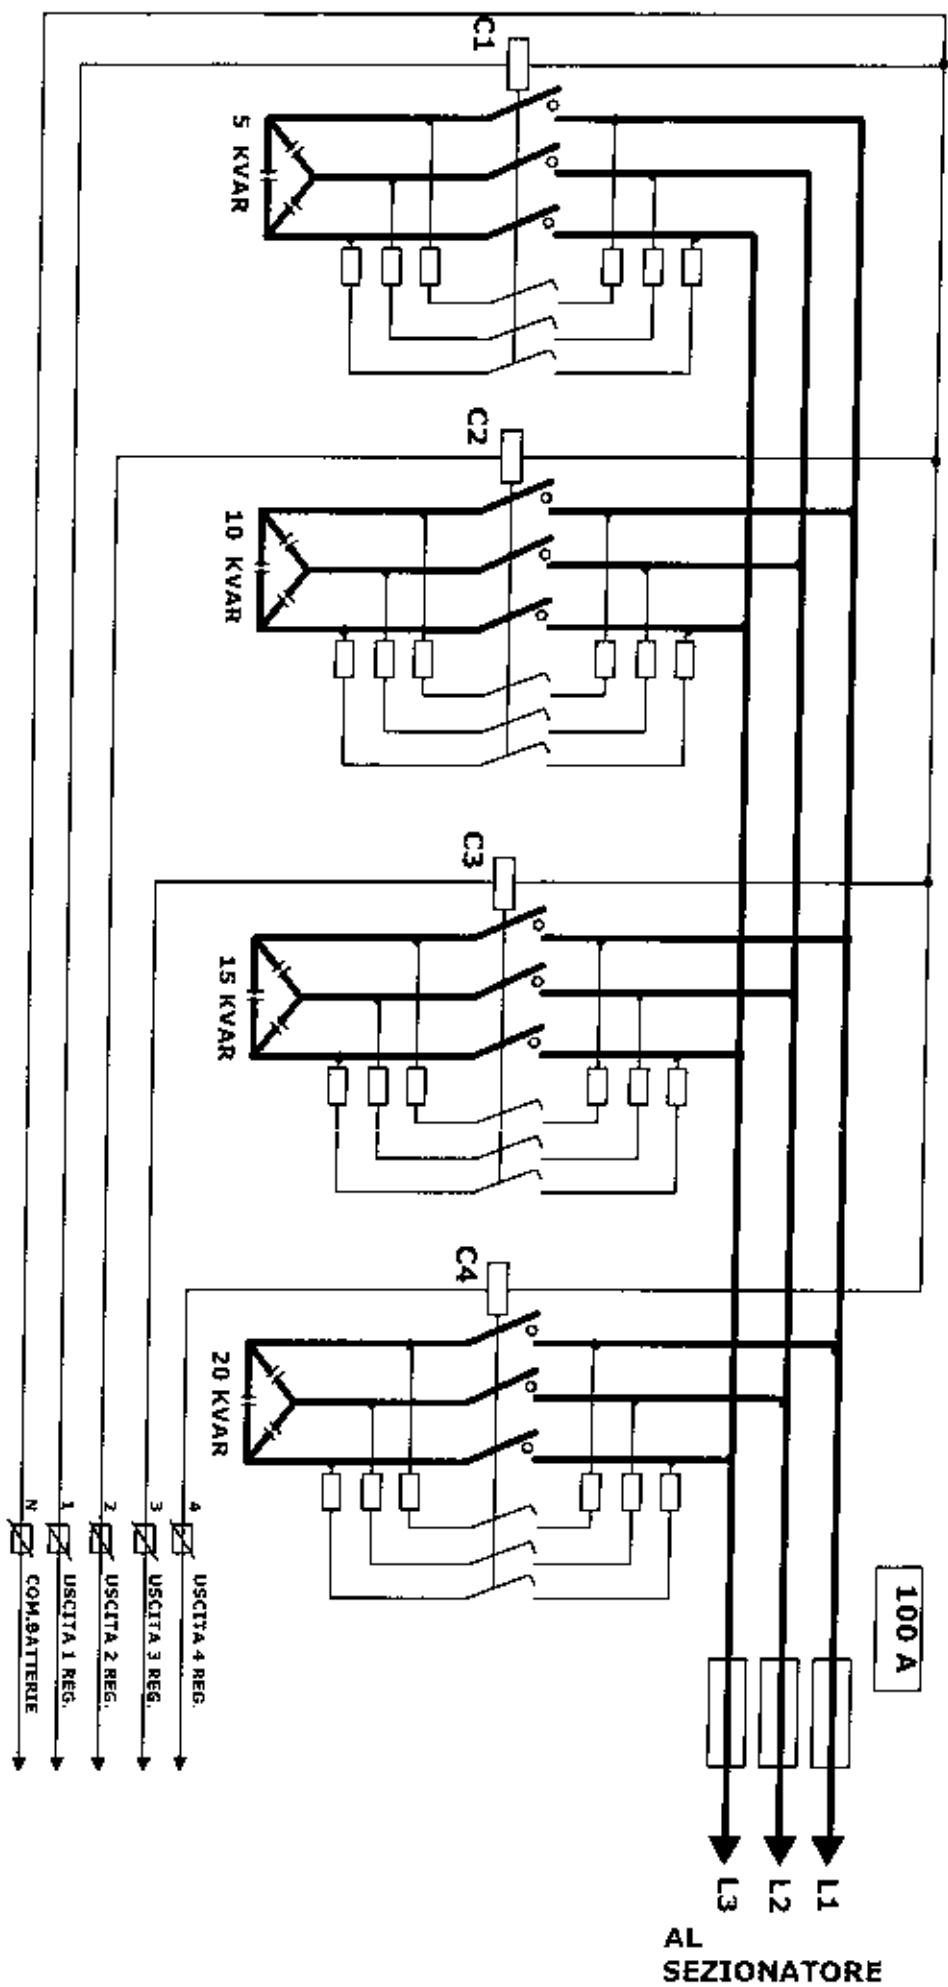 C1
5 KVAR
C2
10 KVAR
C3
15 KVAR
C4
20 KVAR
N
COM.BATTERIE
1
USCITA 1 REG.
2
USCITA 2 REG.
3
USCITA 3 REG.
4
USCITA 4 REG.
100 A
L3
L2
L1
AL
SEZIONATORE